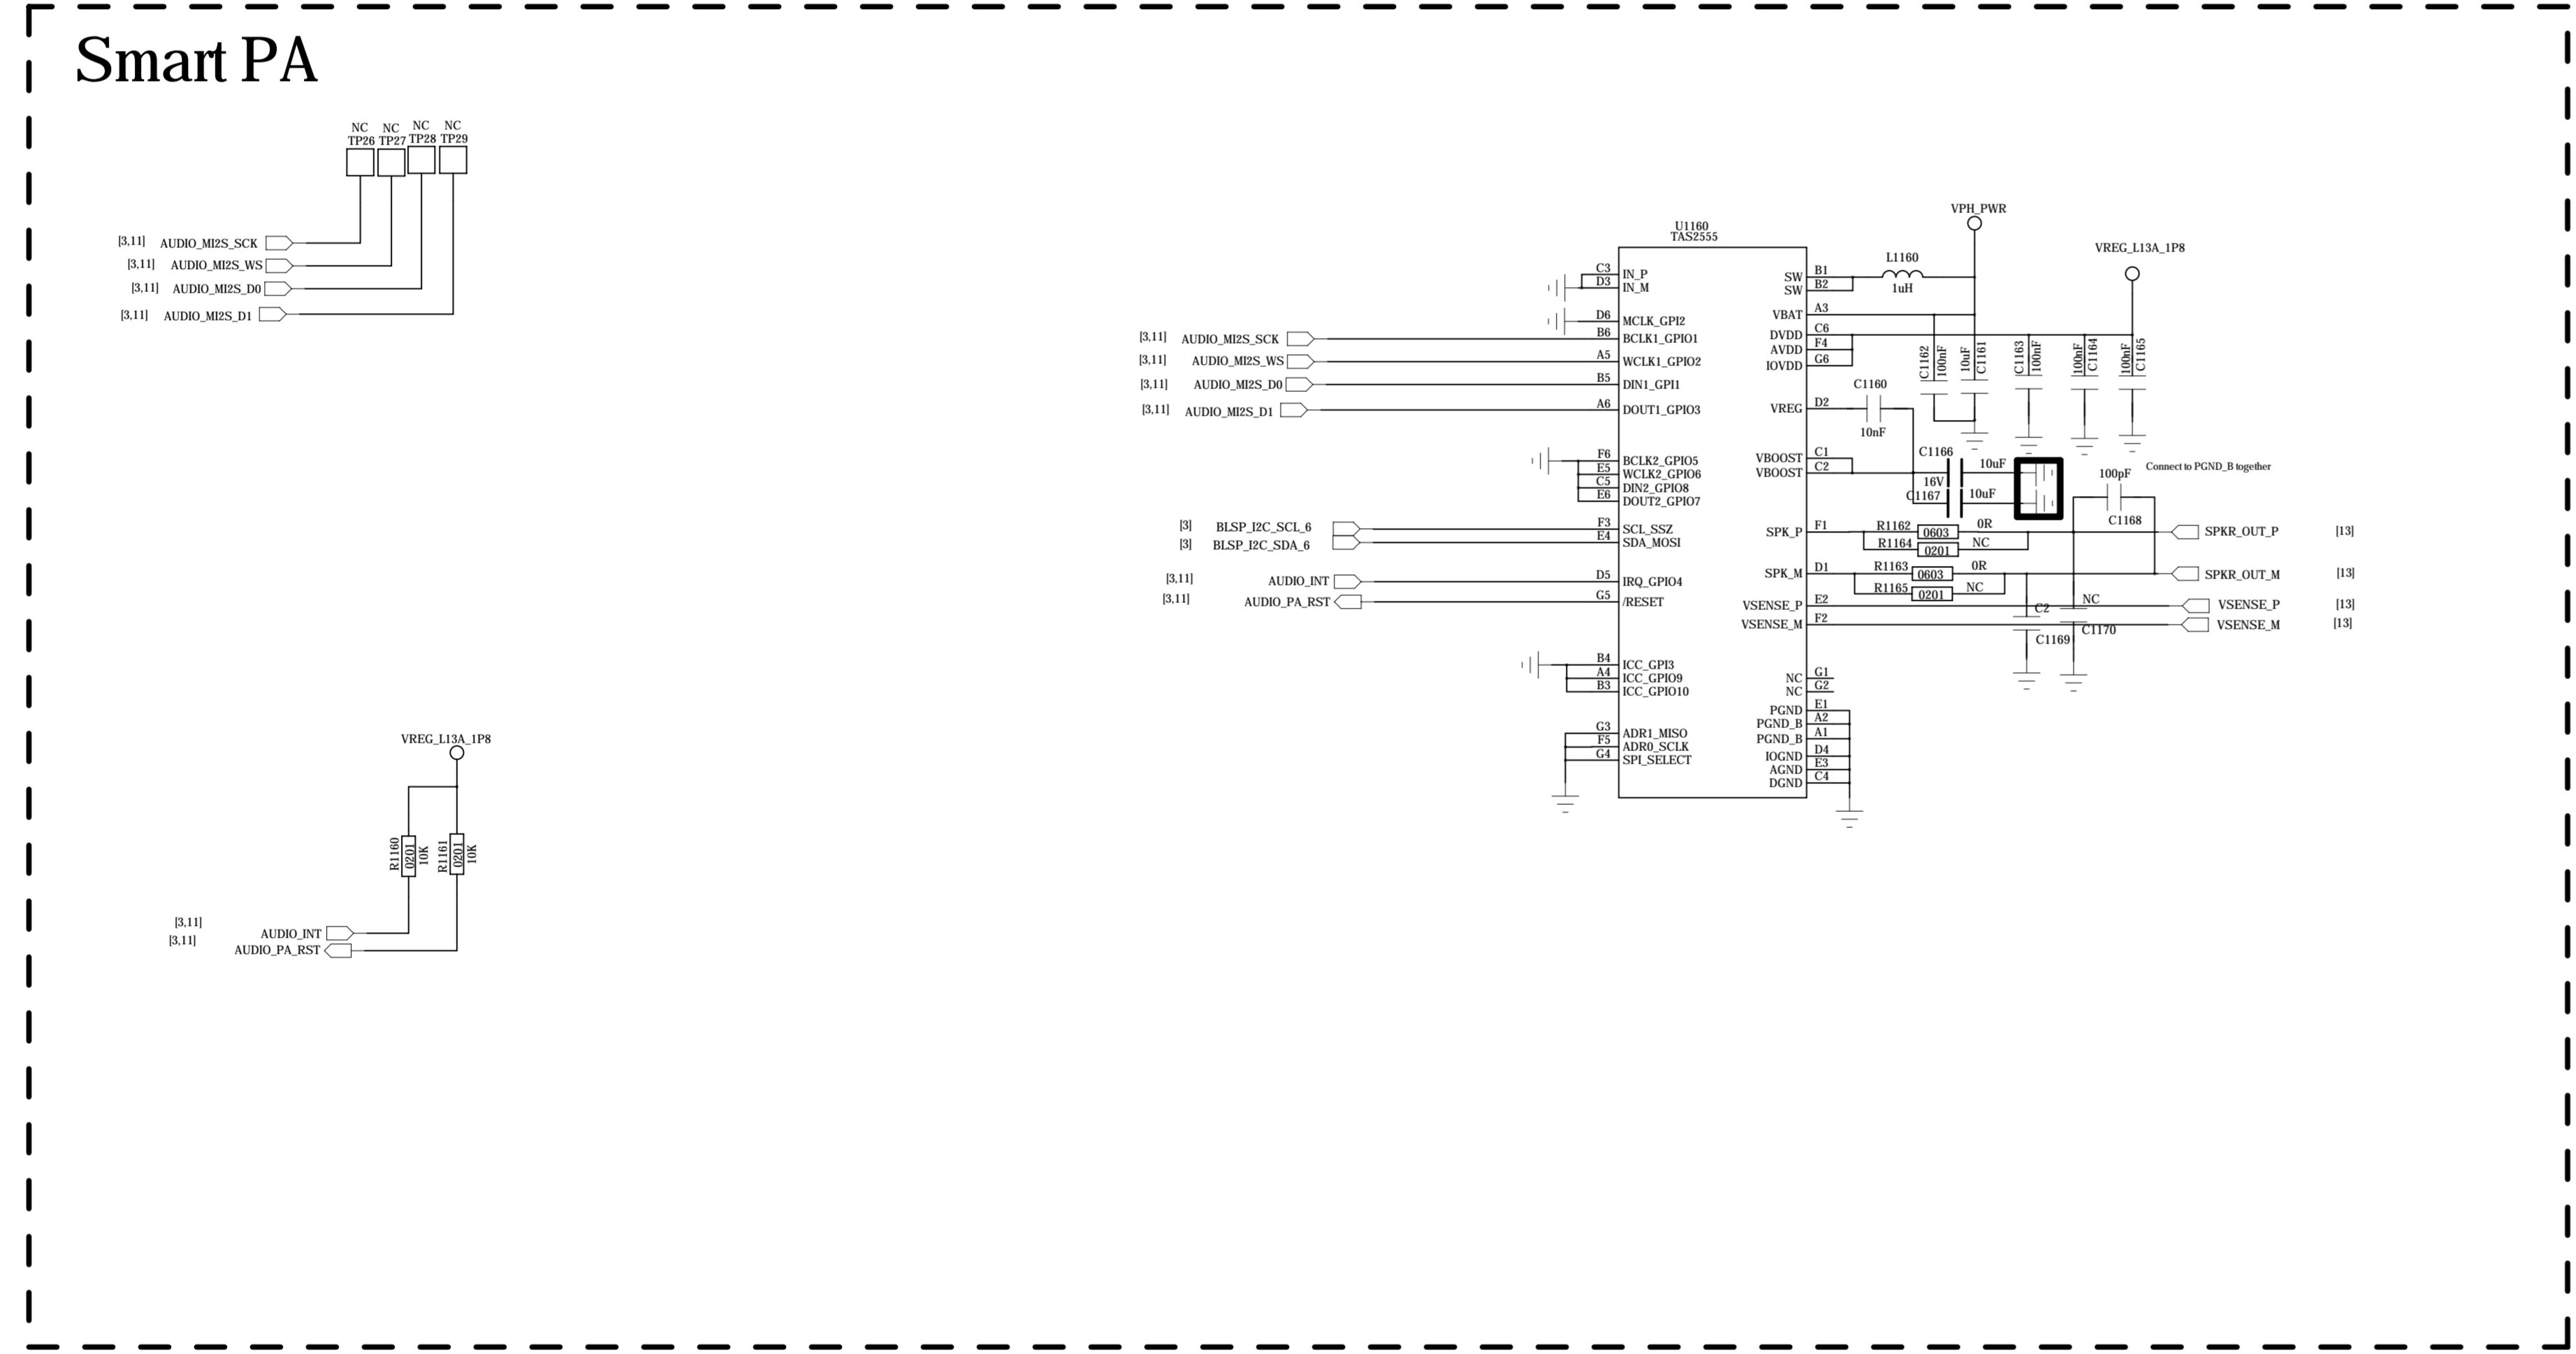 Smart PA
NC NC NC NC
TP26 TP27 TP28 TP29
[3,11] AUDIO_MI2S_SCK
[3,11] AUDIO_MI2S_WS
[3,11] AUDIO_MI2S_D0
[3,11] AUDIO_MI2S_D1
VREG_L13A_1P8
R1160 0201 10K
R1161 0201 10K
[3,11] AUDIO_INT
[3,11] AUDIO_PA_RST
U1160
TAS2555
[3,11] AUDIO_MI2S_SCK
[3,11] AUDIO_MI2S_WS
[3,11] AUDIO_MI2S_D0
[3,11] AUDIO_MI2S_D1
[3] BLSP_I2C_SCL_6
[3] BLSP_I2C_SDA_6
[3,11] AUDIO_INT
[3,11] AUDIO_PA_RST
C3 IN_P
D3 IN_M
D6 MCLK_GPI2
B6 BCLK1_GPIO1
A5 WCLK1_GPIO2
B5 DIN1_GPI1
A6 DOUT1_GPIO3
F6 BCLK2_GPIO5
E5 WCLK2_GPIO6
C5 DIN2_GPIO8
E6 DOUT2_GPIO7
F3 SCL_SSZ
E4 SDA_MOSI
D5 IRQ_GPIO4
G5 /RESET
B4 ICC_GPI3
A4 ICC_GPIO9
B3 ICC_GPIO10
G3 ADR1_MISO
F5 ADR0_SCLK
G4 SPI_SELECT
SW B1
SW B2
VBAT A3
DVDD C6
AVDD F4
IOVDD G6
VREG D2
VBOOST C1
VBOOST C2
SPK_P F1
SPK_M D1
VSENSE_P E2
VSENSE_M F2
NC G1
NC G2
PGND E1
PGND_B A2
PGND_B A1
IOGND D4
AGND E3
DGND C4
VPH_PWR
VREG_L13A_1P8
L1160
1uH
C1162 100nF
10uF C1161
C1163 100nF
100nF C1164
100nF C1165
C1160
10nF
C1166 10uF
16V
C1167 10uF
Connect to PGND_B together
100pF
C1168
R1162 0603 0R
R1164 0201 NC
R1163 0603 0R
R1165 0201 NC
C2
C1169
NC
C1170
SPKR_OUT_P [13]
SPKR_OUT_M [13]
VSENSE_P [13]
VSENSE_M [13]